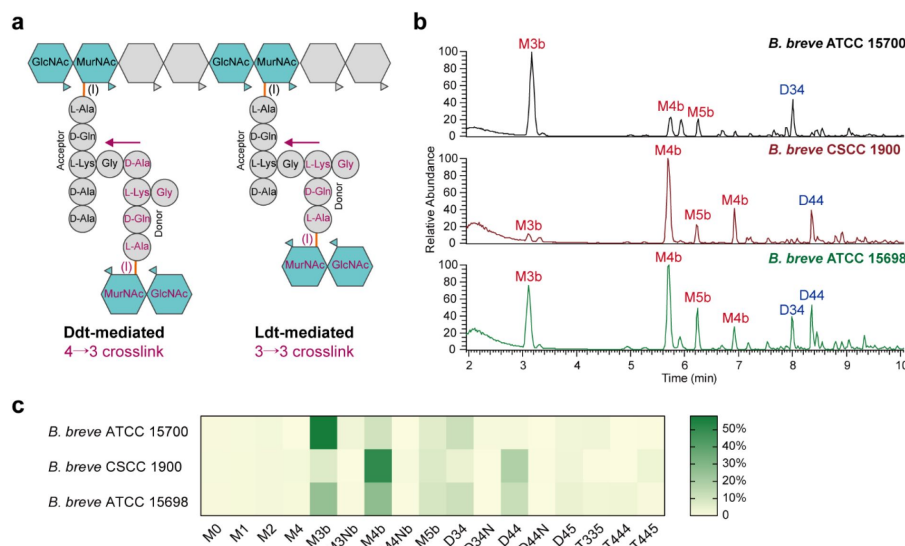 a
GlcNAc MurNAc GlcNAc MurNAc
(I) (I)
L-Ala L-Ala
D-Gln D-Gln
Acceptor Acceptor
L-Lys Gly D-Ala L-Lys Gly L-Lys Gly
D-Ala L-Lys Gly D-Ala D-Gln
D-Ala D-Gln L-Ala
Donor Donor
L-Ala (I)
(I) MurNAc GlcNAc
MurNAc GlcNAc
Ddt-mediated Ldt-mediated
4→3 crosslink 3→3 crosslink
b
B. breve ATCC 15700
M3b
M4b
M5b
D34
100
80
60
40
20
0
B. breve CSCC 1900
M3b
M4b
M5b
M4b
D44
100
80
60
40
20
0
B. breve ATCC 15698
M3b
M4b
M5b
M4b
D34
D44
100
80
60
40
20
0
Relative Abundance
2 3 4 5 6 7 8 9 10
Time (min)
c
B. breve ATCC 15700
B. breve CSCC 1900
B. breve ATCC 15698
M0 M1 M2 M4 M3b M3Nb M4b M4Nb M5b D34 D34N D44 D44N D45 T335 T444 T445
50%
40%
30%
20%
10%
0